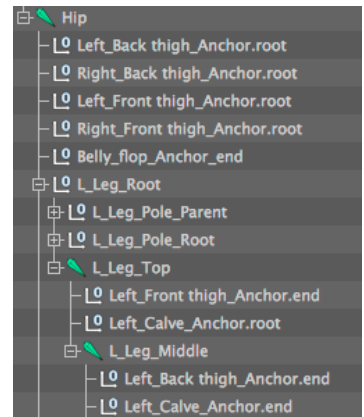 Hip
Left_Back thigh_Anchor.root
Right_Back thigh_Anchor.root
Left_Front thigh_Anchor.root
Right_Front thigh_Anchor.root
Belly_flop_Anchor_end
L_Leg_Root
L_Leg_Pole_Parent
L_Leg_Pole_Root
L_Leg_Top
Left_Front thigh_Anchor.end
Left_Calve_Anchor.root
L_Leg_Middle
Left_Back thigh_Anchor.end
Left_Calve_Anchor.end